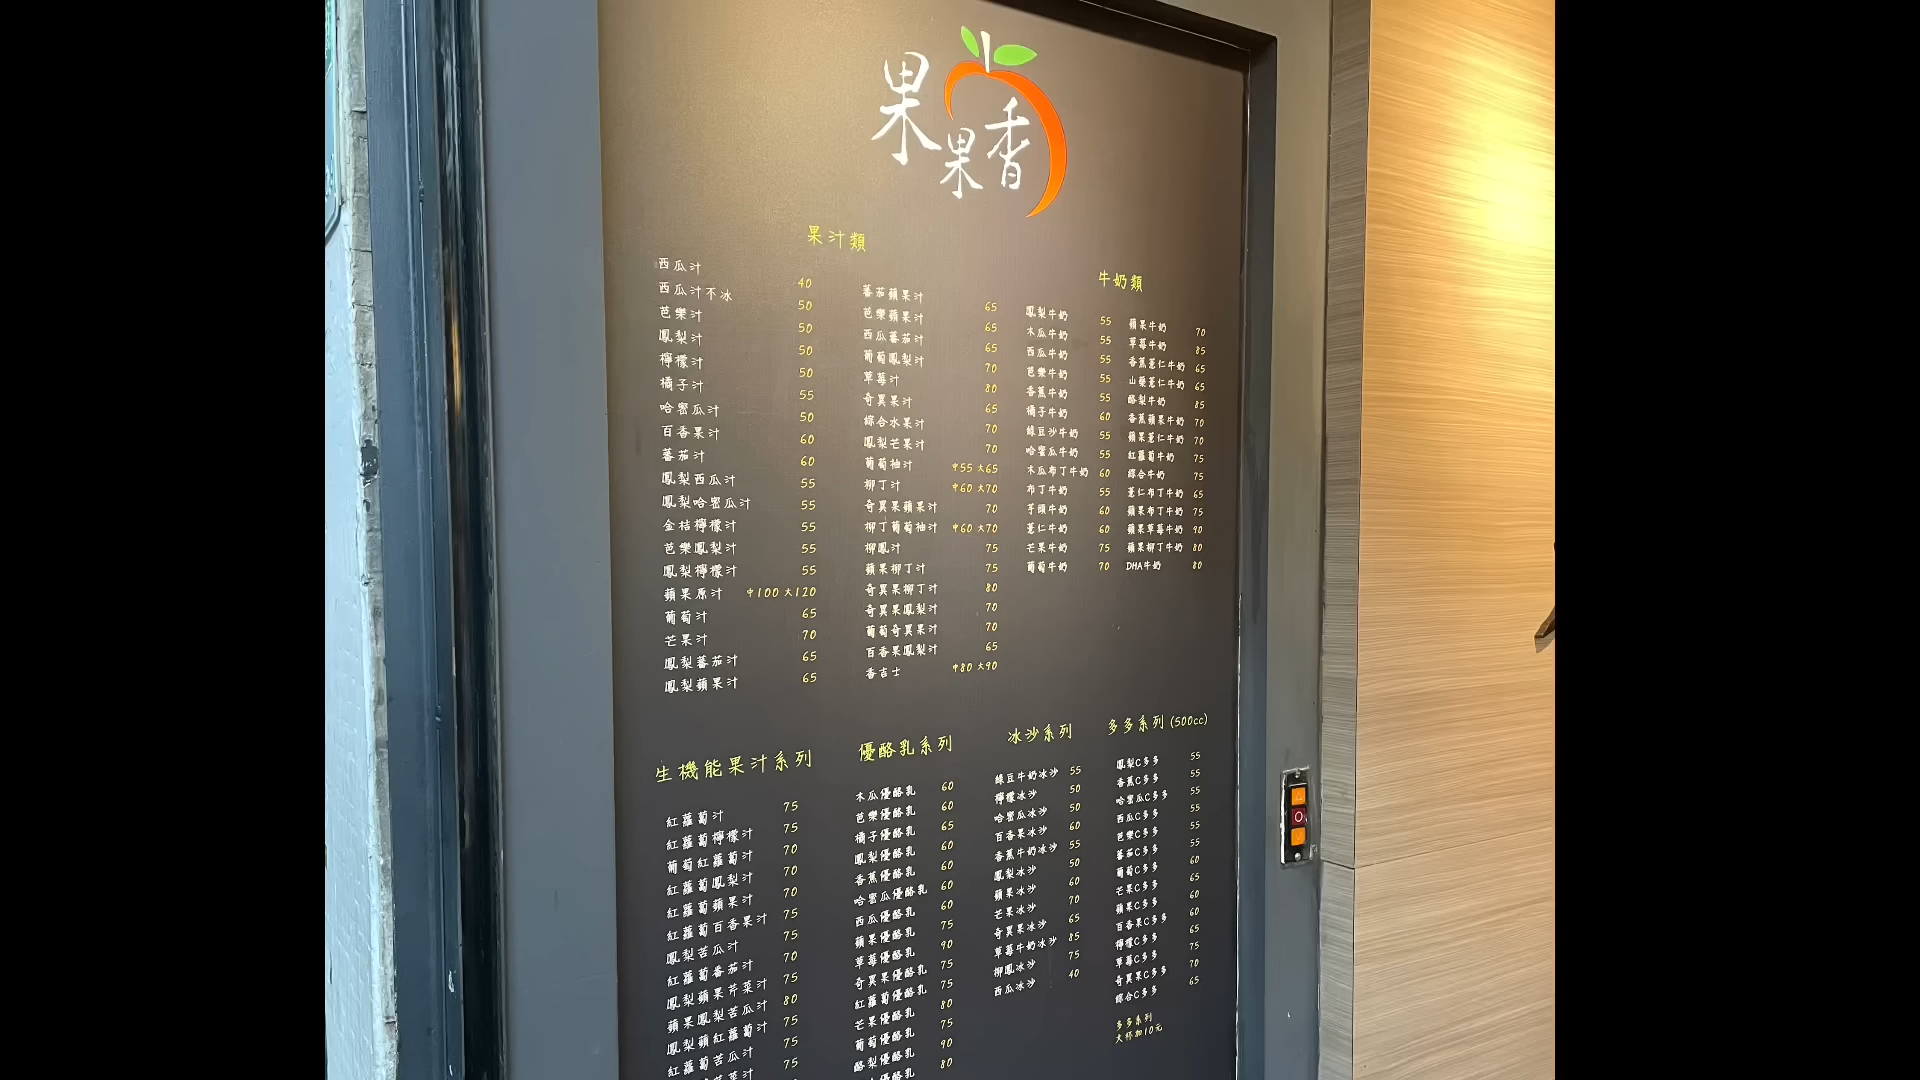 果果香
果汁類
西瓜汁 40
西瓜汁不冰 50
芭樂汁 50
鳳梨汁 50
檸檬汁 50
橘子汁 55
哈密瓜汁 50
百香果汁 60
蕃茄汁 60
鳳梨西瓜汁 55
鳳梨哈密瓜汁 55
金桔檸檬汁 55
芭樂鳳梨汁 55
鳳梨檸檬汁 55
蘋果原汁 中100 大120
葡萄汁 65
芒果汁 70
鳳梨蕃茄汁 65
鳳梨蘋果汁 65
蕃茄蘋果汁 65
芭樂蘋果汁 65
西瓜蕃茄汁 65
葡萄鳳梨汁 70
草莓汁 80
奇異果汁 65
綜合水果汁 70
鳳梨芒果汁 70
葡萄柚汁 中55 大65
柳丁汁 中60 大70
奇異果蘋果汁 70
柳丁葡萄柚汁 中60 大70
柳鳳汁 75
蘋果柳丁汁 75
奇異果柳丁汁 80
奇異果鳳梨汁 70
葡萄奇異果汁 70
百香果鳳梨汁 65
香吉士 中80 大90
牛奶類
鳳梨牛奶 55
木瓜牛奶 55
西瓜牛奶 55
芭樂牛奶 55
香蕉牛奶 55
橘子牛奶 60
綠豆沙牛奶 55
哈密瓜牛奶 55
木瓜布丁牛奶 60
布丁牛奶 55
芋頭牛奶 60
薏仁牛奶 60
芒果牛奶 75
葡萄牛奶 70
蘋果牛奶 70
草莓牛奶 85
香蕉薏仁牛奶 65
山藥薏仁牛奶 65
酪梨牛奶 85
香蕉蘋果牛奶 70
蘋果薏仁牛奶 70
紅蘿蔔牛奶 75
綜合牛奶 75
薏仁布丁牛奶 65
蘋果布丁牛奶 75
蘋果草莓牛奶 90
蘋果柳丁牛奶 80
DHA牛奶 80
生機能果汁系列
紅蘿蔔汁 75
紅蘿蔔檸檬汁 75
葡萄紅蘿蔔汁 70
紅蘿蔔鳳梨汁 70
紅蘿蔔蘋果汁 70
紅蘿蔔百香果汁 75
鳳梨苦瓜汁 75
紅蘿蔔番茄汁 70
鳳梨蘋果芹菜汁 75
蘋果鳳梨苦瓜汁 80
鳳梨蘋紅蘿蔔汁 75
紅蘿蔔苦瓜汁 75
75
優酪乳系列
木瓜優酪乳 60
芭樂優酪乳 60
橘子優酪乳 65
鳳梨優酪乳 60
香蕉優酪乳 60
哈密瓜優酪乳 60
西瓜優酪乳 60
蘋果優酪乳 75
草莓優酪乳 90
奇異果優酪乳 75
紅蘿蔔優酪乳 75
芒果優酪乳 80
葡萄優酪乳 75
酪梨優酪乳 90
優酪乳 80
冰沙系列
綠豆牛奶冰沙 55
檸檬冰沙 50
哈密瓜冰沙 50
百香果冰沙 60
香蕉牛奶冰沙 55
鳳梨冰沙 50
蘋果冰沙 60
芒果冰沙 70
奇異果冰沙 65
草莓牛奶冰沙 85
柳鳳冰沙 75
西瓜冰沙 40
多多系列 (500cc)
鳳梨C多多 55
香蕉C多多 55
哈密瓜C多多 55
西瓜C多多 55
芭樂C多多 55
蕃茄C多多 55
葡萄C多多 60
芒果C多多 65
蘋果C多多 60
百香果C多多 60
檸檬C多多 65
草莓C多多 75
奇異果C多多 70
綜合C多多 65
多多系列
大杯加10元